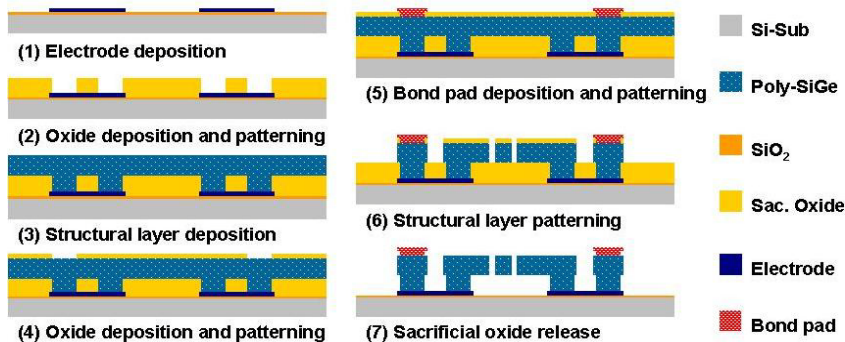 (1) Electrode deposition
(2) Oxide deposition and patterning
(3) Structural layer deposition
(4) Oxide deposition and patterning
(5) Bond pad deposition and patterning
(6) Structural layer patterning
(7) Sacrificial oxide release
Si-Sub
Poly-SiGe
SiO₂
Sac. Oxide
Electrode
Bond pad